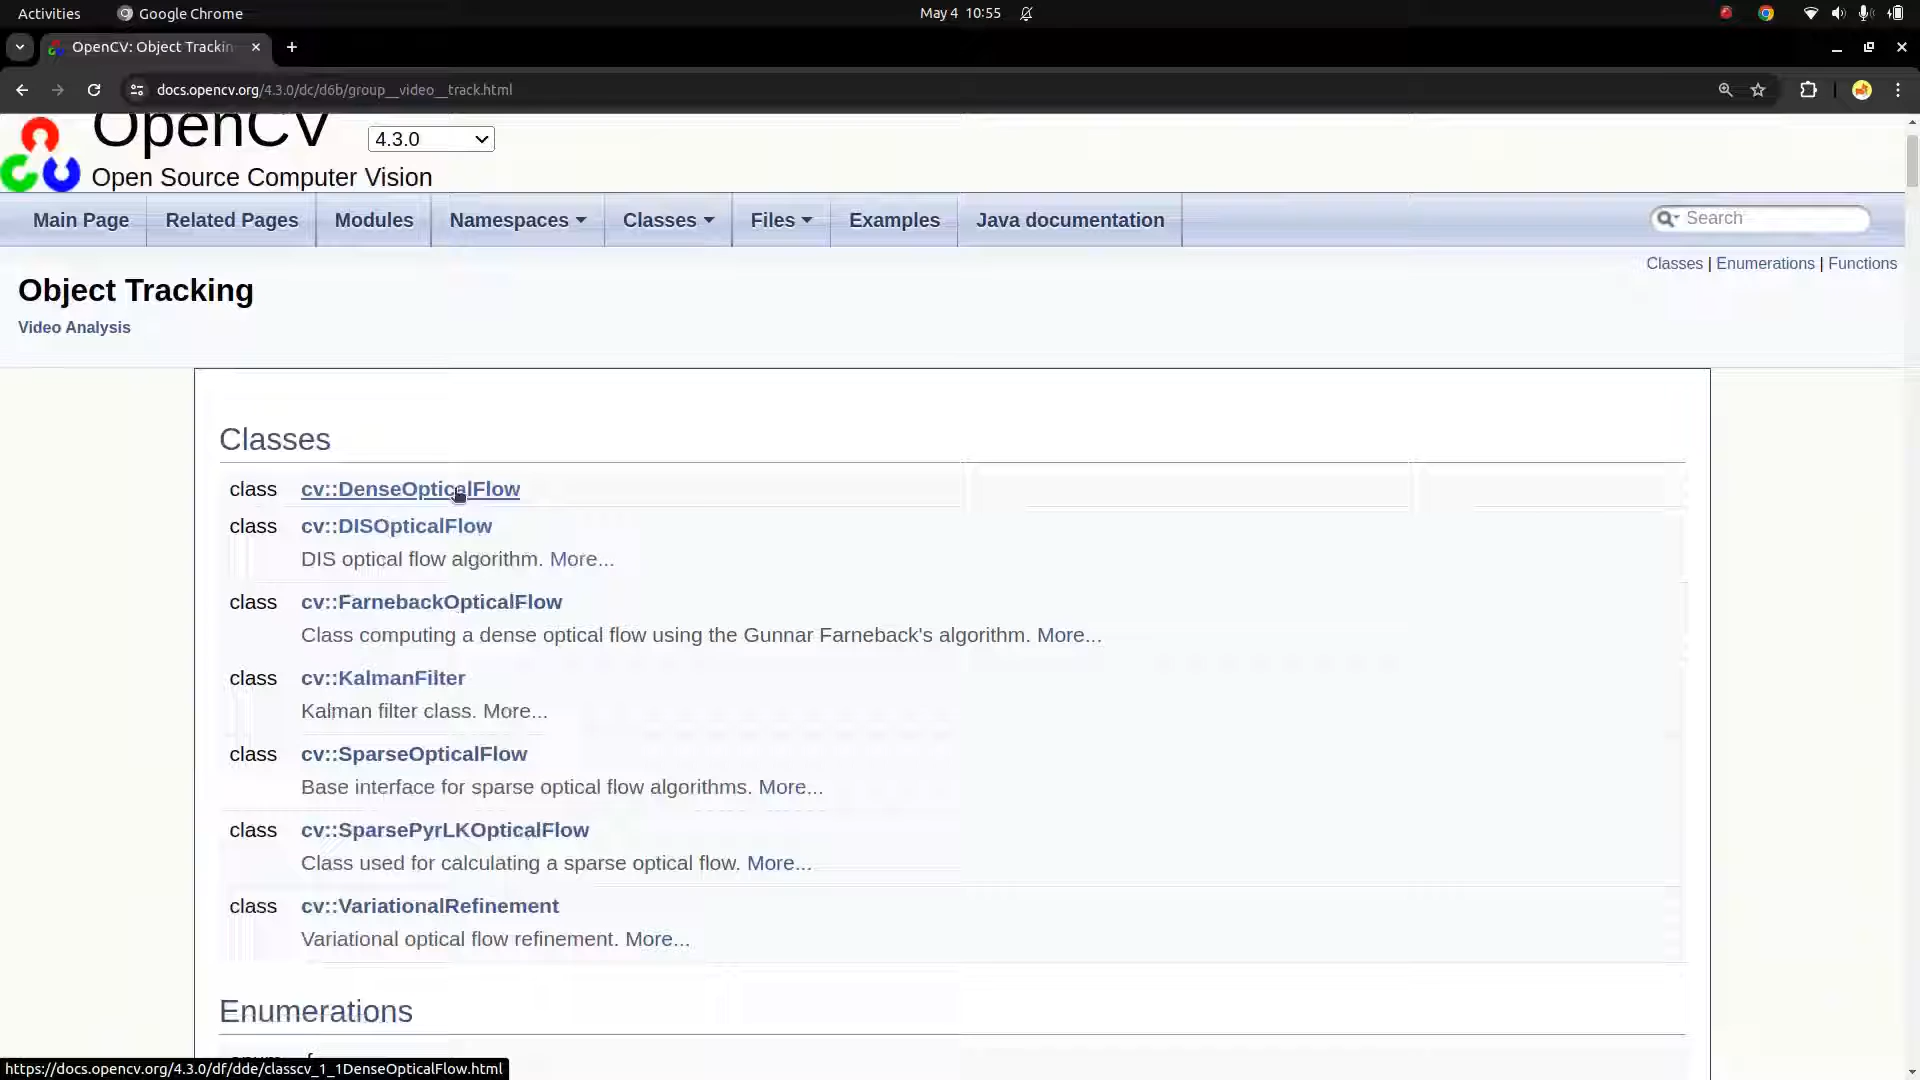 Activities Google Chrome May 4 10:55
OpenCV: Object Trackin
docs.opencv.org/4.3.0/dc/d6b/group__video__track.html
OpenCV 4.3.0
Open Source Computer Vision
Main Page Related Pages Modules Namespaces Classes Files Examples Java documentation Search
Classes | Enumerations | Functions
Object Tracking
Video Analysis
Classes
class cv::DenseOpticalFlow
class cv::DISOpticalFlow
DIS optical flow algorithm. More...
class cv::FarnebackOpticalFlow
Class computing a dense optical flow using the Gunnar Farneback's algorithm. More...
class cv::KalmanFilter
Kalman filter class. More...
class cv::SparseOpticalFlow
Base interface for sparse optical flow algorithms. More...
class cv::SparsePyrLKOpticalFlow
Class used for calculating a sparse optical flow. More...
class cv::VariationalRefinement
Variational optical flow refinement. More...
Enumerations
https://docs.opencv.org/4.3.0/df/dde/classcv_1_1DenseOpticalFlow.html